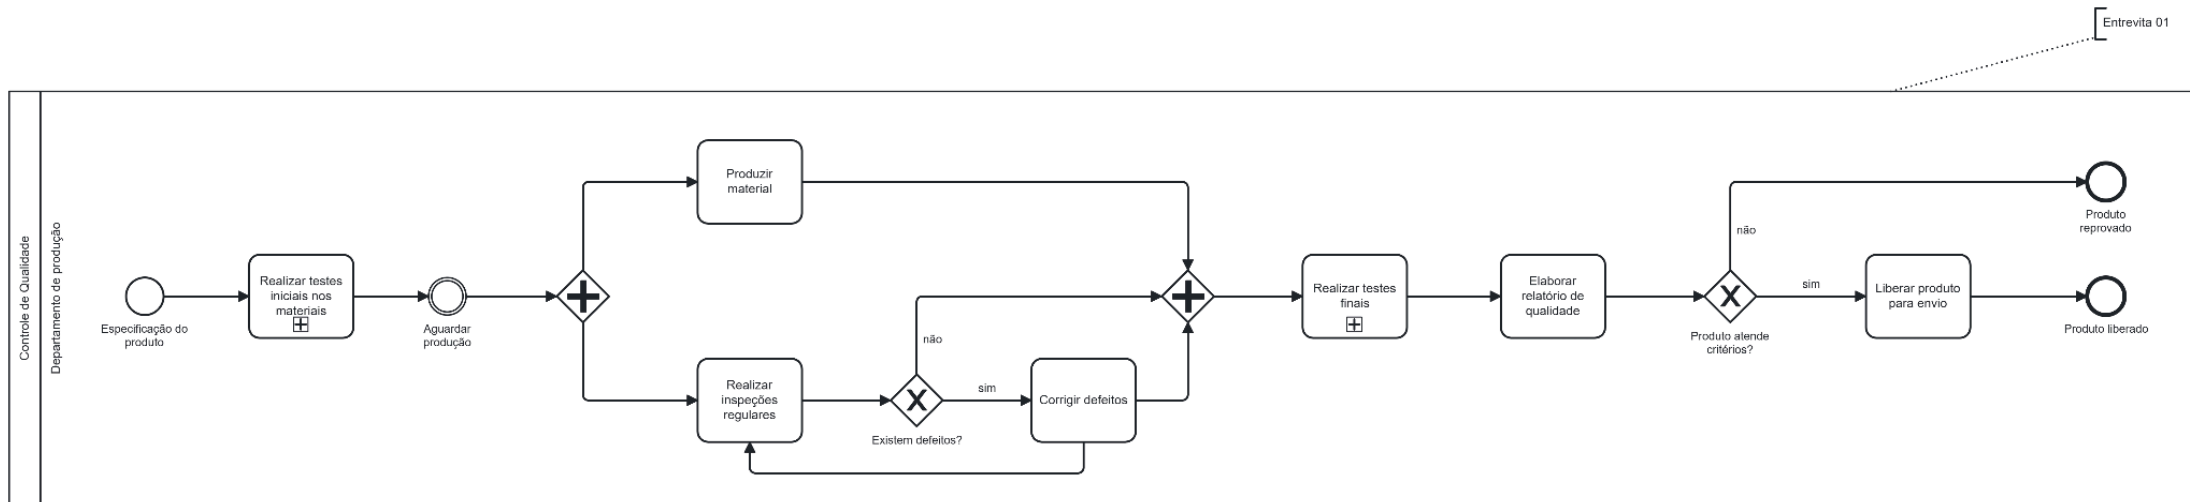 Entrevita 01
Controle de Qualidade
Departamento de produção
Especificação do
produto
Realizar testes
iniciais nos
materiais
Aguardar
produção
Produzir
material
Realizar
inspeções
regulares
Existem defeitos?
não
sim
Corrigir defeitos
Realizar testes
finais
Elaborar
relatório de
qualidade
Produto atende
critérios?
não
sim
Liberar produto
para envio
Produto
reprovado
Produto liberado